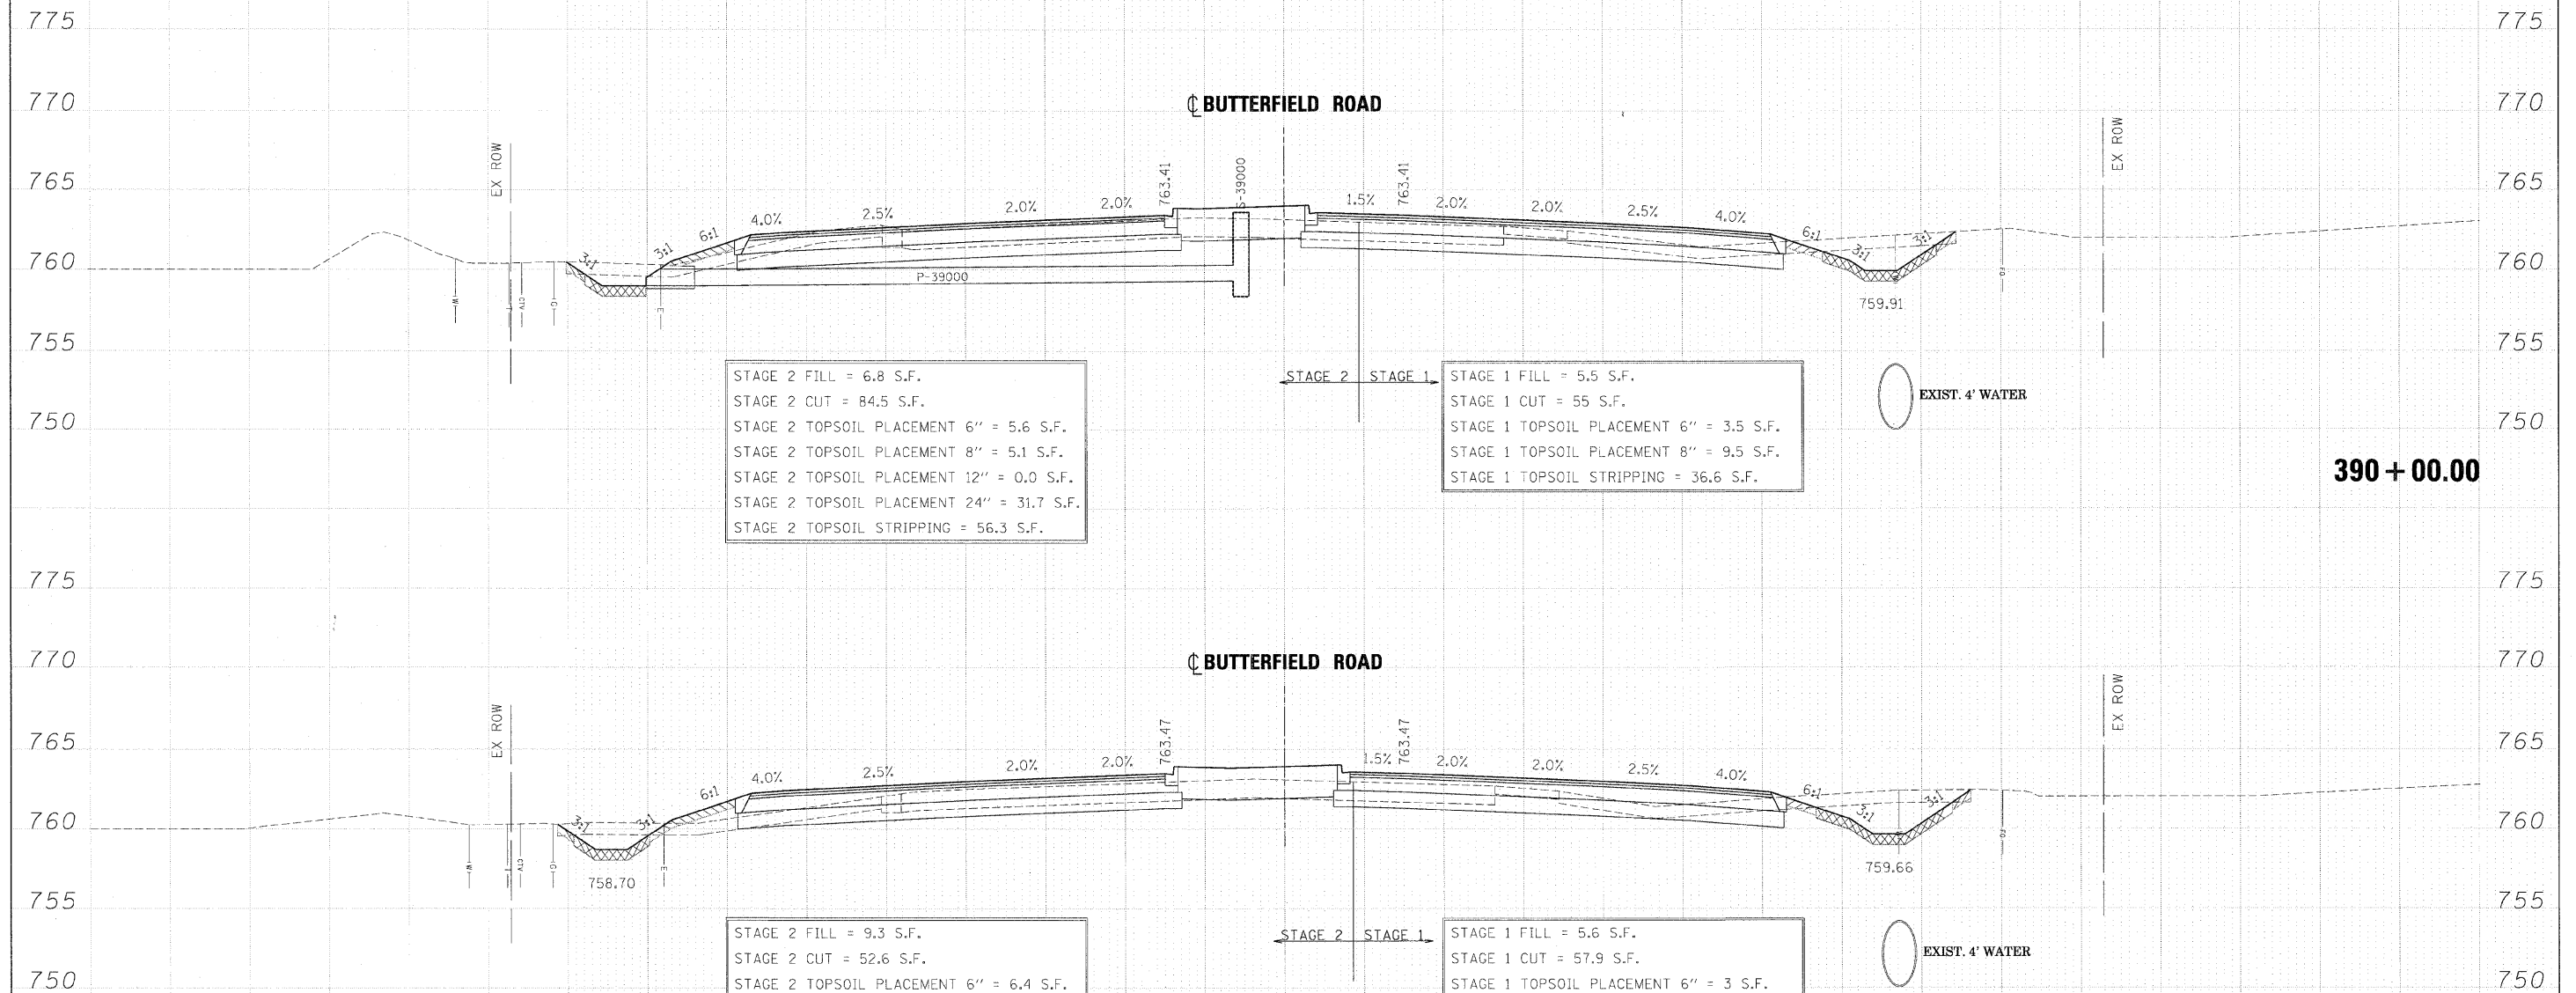 775 775
770 770
℄ BUTTERFIELD ROAD
EX ROW
EX ROW
765 765
763.41
S-39000
763.41
4.0% 2.5% 2.0% 2.0% 1.5% 2.0% 2.0% 2.5% 4.0%
3:1 3:1 6:1 6:1 3:1 3:1
760 760
P-39000
W CTV G E FO
759.91
755 755
STAGE 2 STAGE 1
STAGE 2 FILL = 6.8 S.F.
STAGE 2 CUT = 84.5 S.F.
STAGE 2 TOPSOIL PLACEMENT 6" = 5.6 S.F.
STAGE 2 TOPSOIL PLACEMENT 8" = 5.1 S.F.
STAGE 2 TOPSOIL PLACEMENT 12" = 0.0 S.F.
STAGE 2 TOPSOIL PLACEMENT 24" = 31.7 S.F.
STAGE 2 TOPSOIL STRIPPING = 56.3 S.F.
STAGE 1 FILL = 5.5 S.F.
STAGE 1 CUT = 55 S.F.
STAGE 1 TOPSOIL PLACEMENT 6" = 3.5 S.F.
STAGE 1 TOPSOIL PLACEMENT 8" = 9.5 S.F.
STAGE 1 TOPSOIL STRIPPING = 36.6 S.F.
EXIST. 4' WATER
750 750
390+00.00
775 775
770 770
℄ BUTTERFIELD ROAD
EX ROW
EX ROW
765 765
763.47
763.47
4.0% 2.5% 2.0% 2.0% 1.5% 2.0% 2.0% 2.5% 4.0%
3:1 3:1 6:1 6:1 3:1 3:1
760 760
W CTV G E FO
758.70
759.66
755 755
STAGE 2 STAGE 1
STAGE 2 FILL = 9.3 S.F.
STAGE 2 CUT = 52.6 S.F.
STAGE 2 TOPSOIL PLACEMENT 6" = 6.4 S.F.
STAGE 1 FILL = 5.6 S.F.
STAGE 1 CUT = 57.9 S.F.
STAGE 1 TOPSOIL PLACEMENT 6" = 3 S.F.
EXIST. 4' WATER
750 750